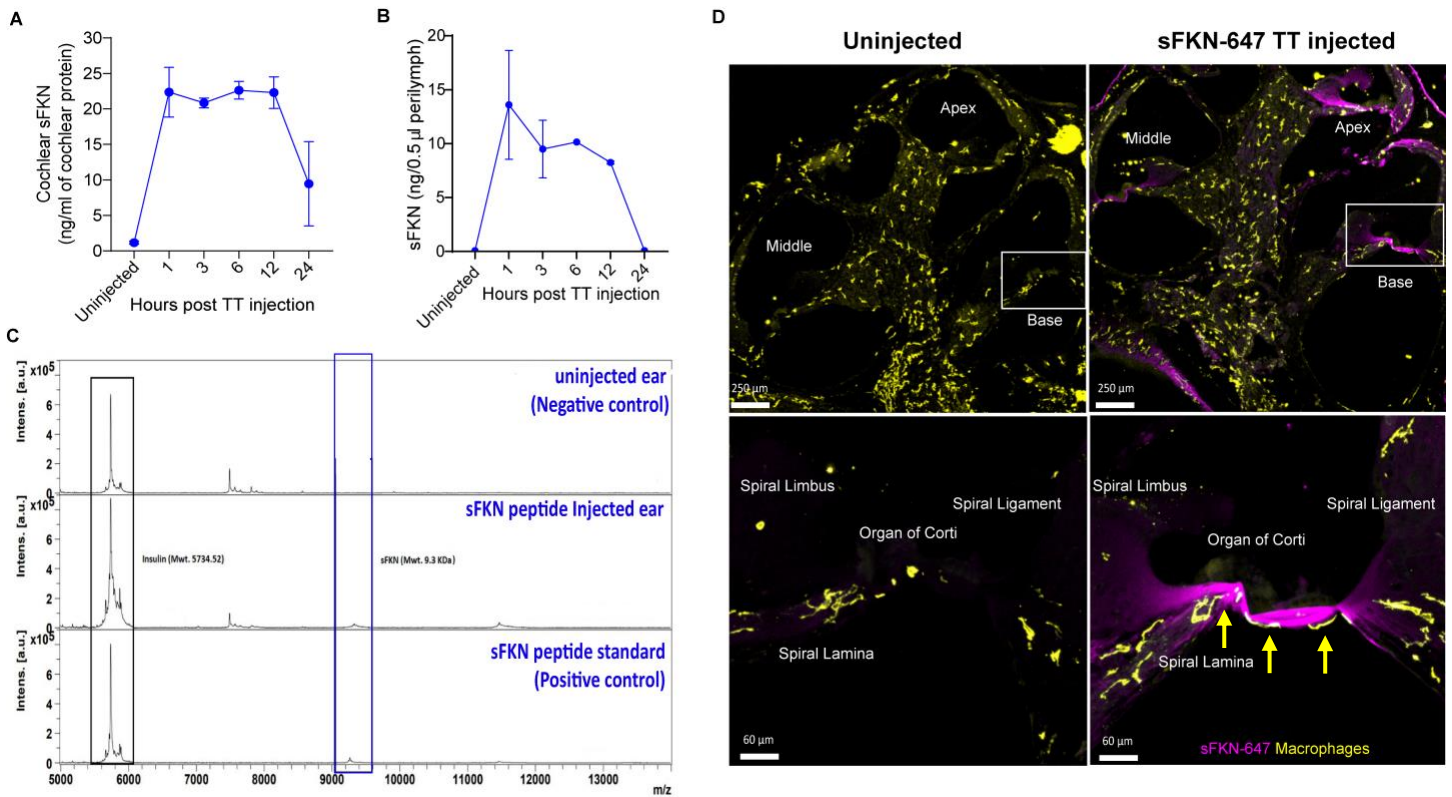 A
Cochlear sFKN
(ng/ml of cochlear protein)
30
25
20
15
10
5
0
Uninjected
1
3
6
12
24
Hours post TT injection
B
sFKN (ng/0.5 µl perilymph)
20
15
10
5
0
Uninjected
1
3
6
12
24
Hours post TT injection
C
Intens. [a.u.]
x10⁵
6
4
2
0
uninjected ear
(Negative control)
Intens. [a.u.]
x10⁵
6
4
2
0
sFKN peptide Injected ear
Insulin (Mwt. 5734.52)
sFKN (Mwt. 9.3 KDa)
Intens. [a.u.]
x10⁵
6
4
2
0
sFKN peptide standard
(Positive control)
5000
6000
7000
8000
9000
10000
11000
12000
13000
m/z
D
Uninjected
sFKN-647 TT injected
Apex
Middle
Middle
Base
250 µm
Apex
Middle
Base
250 µm
Spiral Limbus
Spiral Ligament
Organ of Corti
Spiral Lamina
60 µm
Spiral Limbus
Spiral Ligament
Organ of Corti
Spiral Lamina
60 µm
sFKN-647 Macrophages